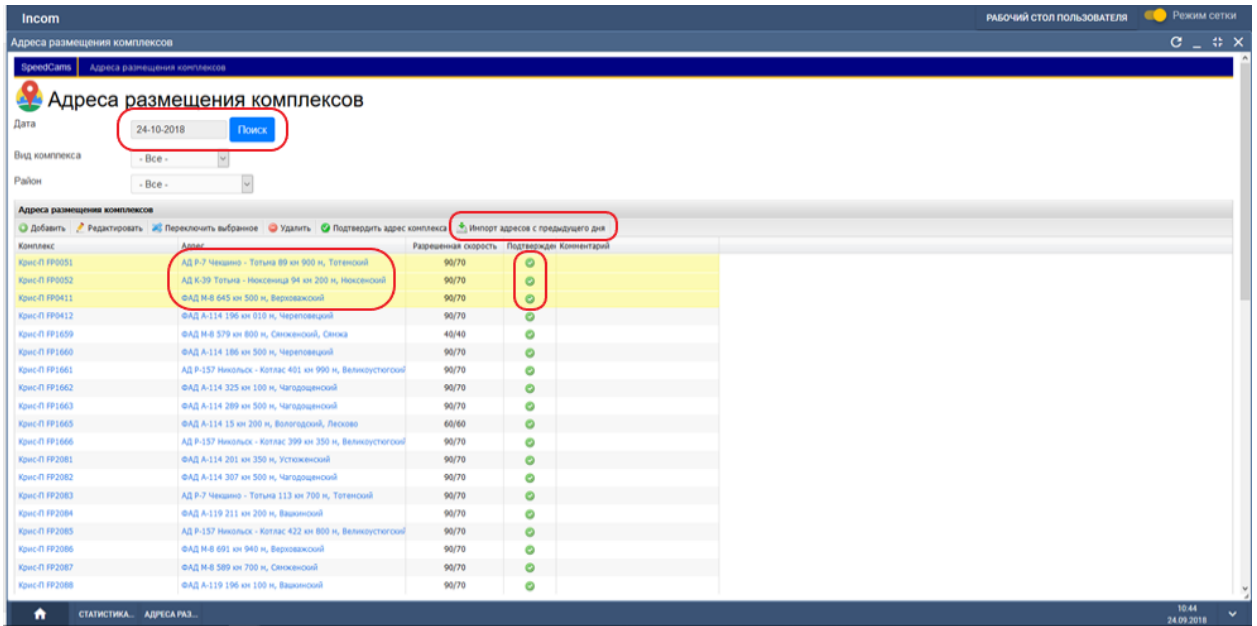 Incom РАБОЧИЙ СТОЛ ПОЛЬЗОВАТЕЛЯ Режим сетки
Адреса размещения комплексов
SpeedCams Адреса размещения комплексов
Адреса размещения комплексов
Дата 24-10-2018 Поиск
Вид комплекса - Все -
Район - Все -
Адреса размещения комплексов
Добавить Редактировать Переключить выбранное Удалить Подтвердить адрес комплекса Импорт адресов с предыдущего дня
Комплекс Адрес Разрешенная скорость Подтвержден Комментарий
Крис-П FP0051 АД Р-7 Чекшино - Тотьма 89 км 900 м, Тотемский 90/70
Крис-П FP0052 АД К-39 Тотьма - Нюксеница 94 км 200 м, Нюксенский 90/70
Крис-П FP0411 ФАД М-8 645 км 500 м, Верховажский 90/70
Крис-П FP0412 ФАД А-114 196 км 010 м, Череповецкий 90/70
Крис-П FP1659 ФАД М-8 579 км 800 м, Сямженский, Сямжа 40/40
Крис-П FP1660 ФАД А-114 186 км 500 м, Череповецкий 90/70
Крис-П FP1661 АД Р-157 Никольск - Котлас 401 км 990 м, Великоустюгский 90/70
Крис-П FP1662 ФАД А-114 325 км 100 м, Чагодощенский 90/70
Крис-П FP1663 ФАД А-114 289 км 500 м, Чагодощенский 90/70
Крис-П FP1665 ФАД А-114 15 км 200 м, Вологодский, Лесково 60/60
Крис-П FP1666 АД Р-157 Никольск - Котлас 399 км 350 м, Великоустюгский 90/70
Крис-П FP2081 ФАД А-114 201 км 350 м, Устюженский 90/70
Крис-П FP2082 ФАД А-114 307 км 500 м, Чагодощенский 90/70
Крис-П FP2083 АД Р-7 Чекшино - Тотьма 113 км 700 м, Тотемский 90/70
Крис-П FP2084 ФАД А-119 211 км 200 м, Вашкинский 90/70
Крис-П FP2085 АД Р-157 Никольск - Котлас 422 км 800 м, Великоустюгский 90/70
Крис-П FP2086 ФАД М-8 691 км 940 м, Верховажский 90/70
Крис-П FP2087 ФАД М-8 589 км 700 м, Сямженский 90/70
Крис-П FP2088 ФАД А-119 196 км 100 м, Вашкинский 90/70
СТАТИСТИКА... АДРЕСА РАЗ... 10:44
24.09.2018